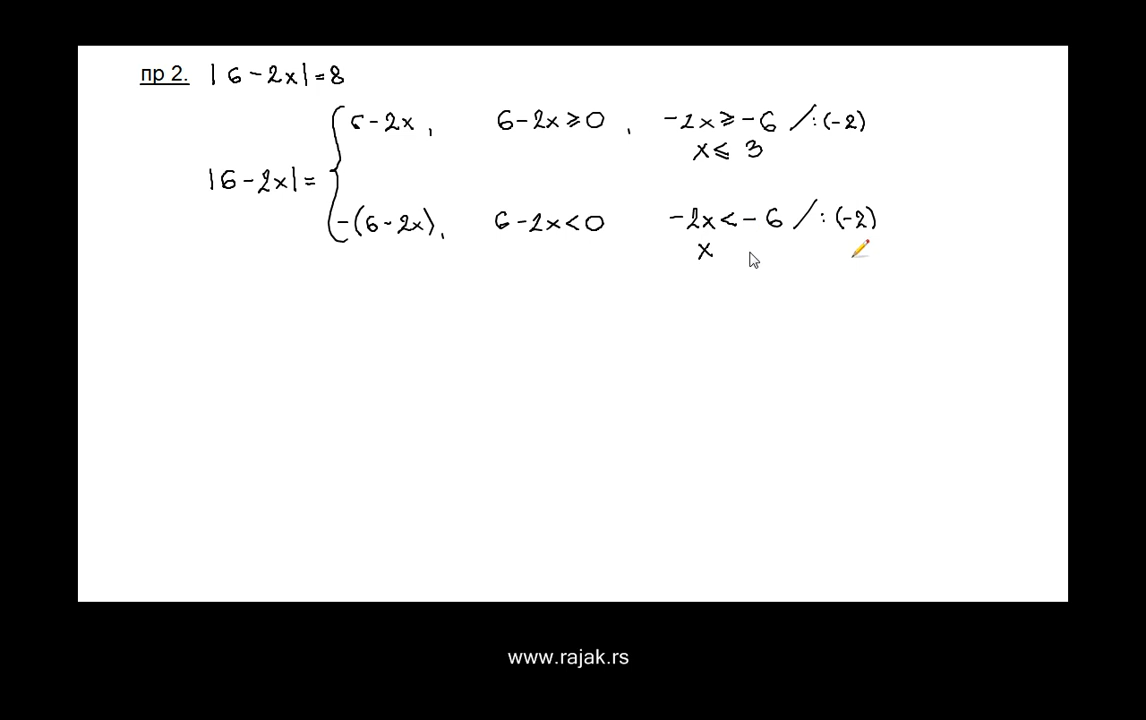 пр 2. |6-2x|=8
6-2x, 6-2x⩾0, -2x⩾-6 /:(-2)
x⩽ 3
|6-2x|=
-(6-2x), 6-2x<0 -2x<-6 /:(-2)
x
www.rajak.rs